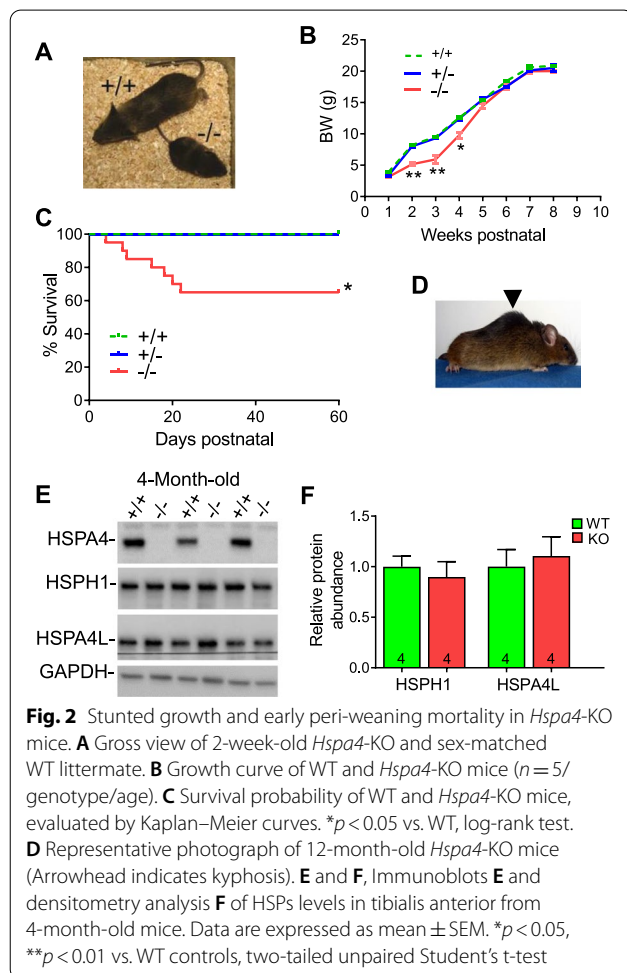 A
+/+
-/-
B
+/+
+/-
-/-
BW (g)
25
20
15
10
5
0
** ** *
0 1 2 3 4 5 6 7 8 9 10
Weeks postnatal
C
% Survival
100
80
60
40
20
0
*
+/+
+/-
-/-
0 20 40 60
Days postnatal
D
E
4-Month-old
+/+ -/- +/+ -/- +/+ -/-
HSPA4-
HSPH1-
HSPA4L-
GAPDH-
F
WT
KO
Relative protein
abundance
1.5
1.0
0.5
0.0
4 4 4 4
HSPH1 HSPA4L
Fig. 2 Stunted growth and early peri-weaning mortality in Hspa4-KO
mice. A Gross view of 2-week-old Hspa4-KO and sex-matched
WT littermate. B Growth curve of WT and Hspa4-KO mice (n = 5/
genotype/age). C Survival probability of WT and Hspa4-KO mice,
evaluated by Kaplan–Meier curves. *p < 0.05 vs. WT, log-rank test.
D Representative photograph of 12-month-old Hspa4-KO mice
(Arrowhead indicates kyphosis). E and F, Immunoblots E and
densitometry analysis F of HSPs levels in tibialis anterior from
4-month-old mice. Data are expressed as mean ± SEM. *p < 0.05,
**p < 0.01 vs. WT controls, two-tailed unpaired Student's t-test